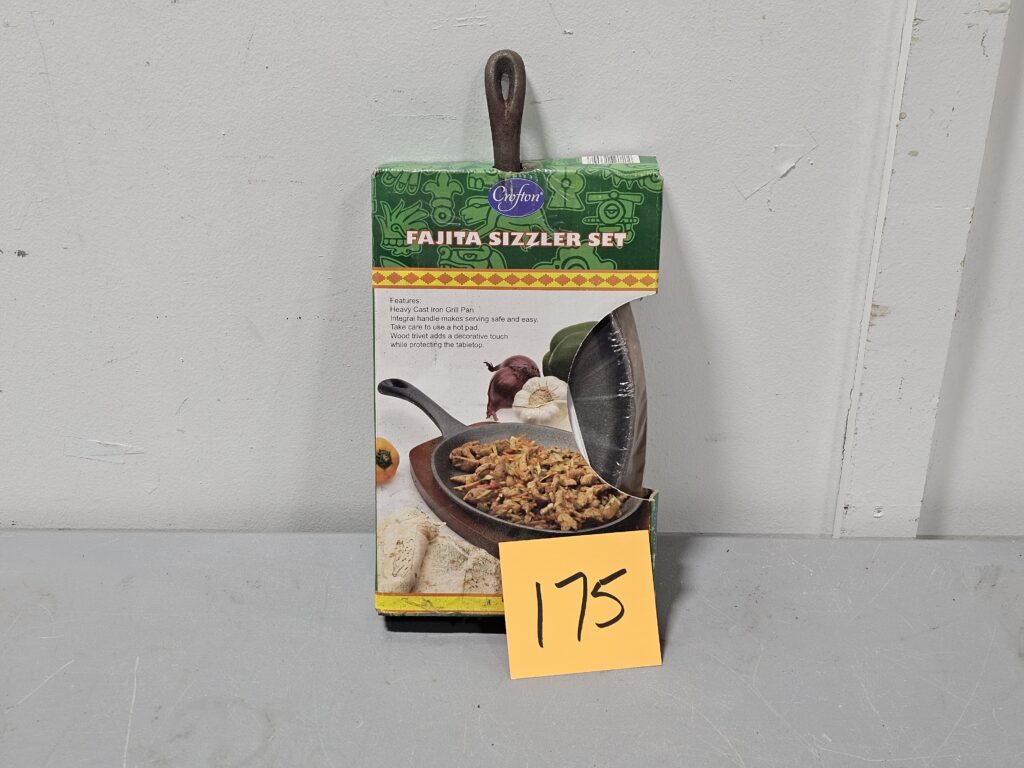 Crofton®
FAJITA SIZZLER SET
Features:
Heavy Cast Iron Grill Pan
Integral handle makes serving safe and easy.
Take care to use a hot pad.
Wood trivet adds a decorative touch
while protecting the tabletop.
175